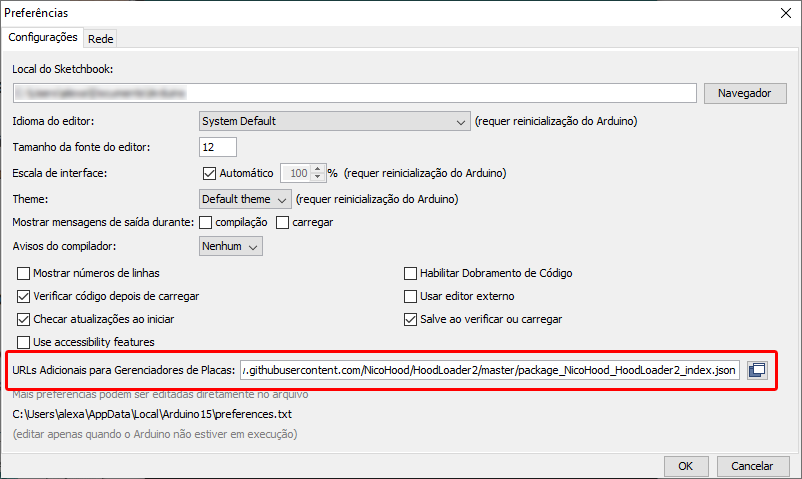 Preferências
Configurações Rede
Local do Sketchbook:
Navegador
Idioma do editor: System Default (requer reinicialização do Arduino)
Tamanho da fonte do editor: 12
Escala de interface: Automático 100 % (requer reinicialização do Arduino)
Theme: Default theme (requer reinicialização do Arduino)
Mostrar mensagens de saída durante: compilação carregar
Avisos do compilador: Nenhum
Mostrar números de linhas Habilitar Dobramento de Código
Verificar código depois de carregar Usar editor externo
Checar atualizações ao iniciar Salve ao verificar ou carregar
Use accessibility features
URLs Adicionais para Gerenciadores de Placas: .githubusercontent.com/NicoHood/HoodLoader2/master/package_NicoHood_HoodLoader2_index.json
Mais preferências podem ser editadas diretamente no arquivo
C:\Users\alexa\AppData\Local\Arduino15\preferences.txt
(editar apenas quando o Arduino não estiver em execução)
OK Cancelar